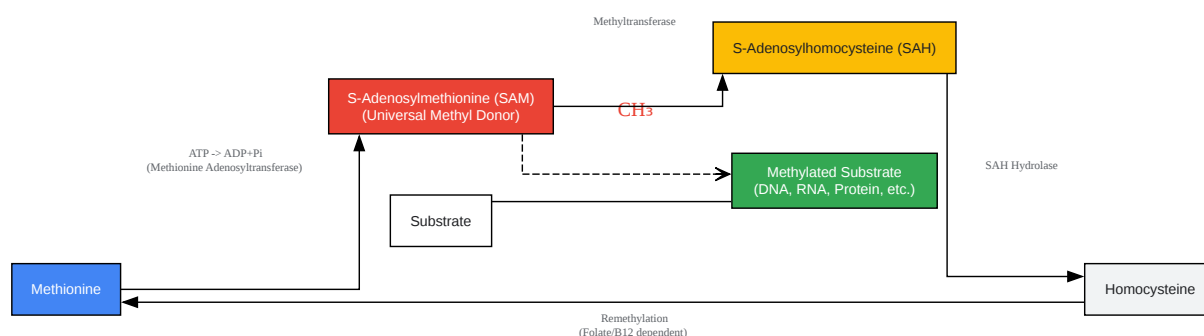 Methyltransferase
S-Adenosylhomocysteine (SAH)
S-Adenosylmethionine (SAM)
(Universal Methyl Donor)
CH₃
ATP -> ADP+Pi
(Methionine Adenosyltransferase)
Methylated Substrate
(DNA, RNA, Protein, etc.)
SAH Hydrolase
Substrate
Methionine
Homocysteine
Remethylation
(Folate/B12 dependent)